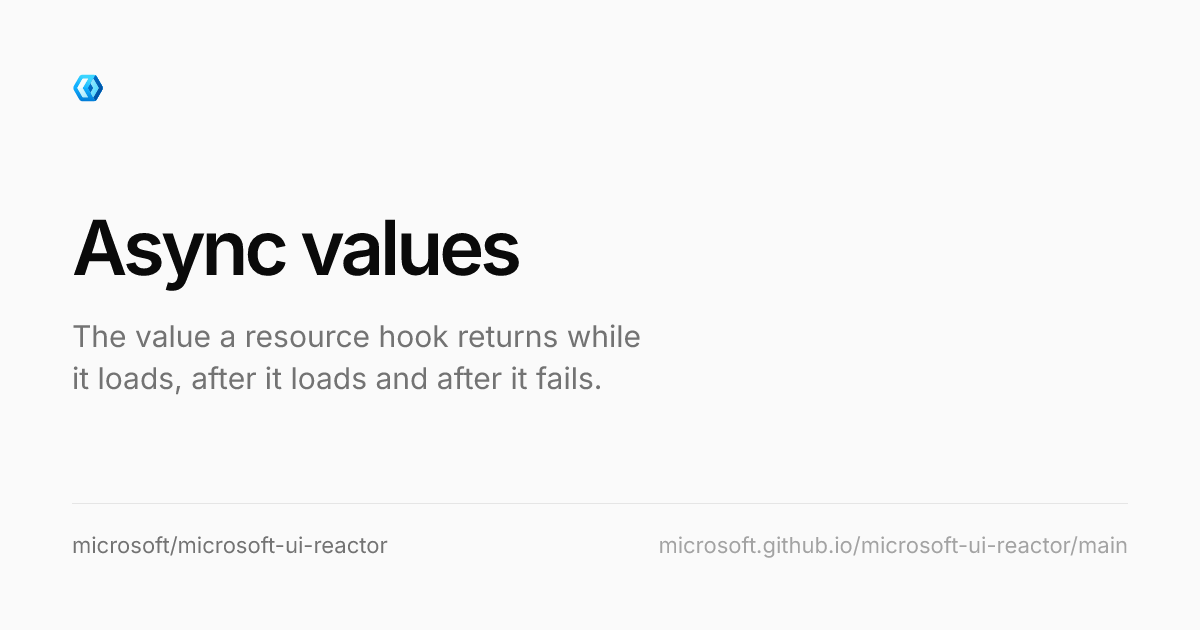 Async values
The value a resource hook returns while
it loads, after it loads and after it fails.
microsoft/microsoft-ui-reactor
microsoft.github.io/microsoft-ui-reactor/main